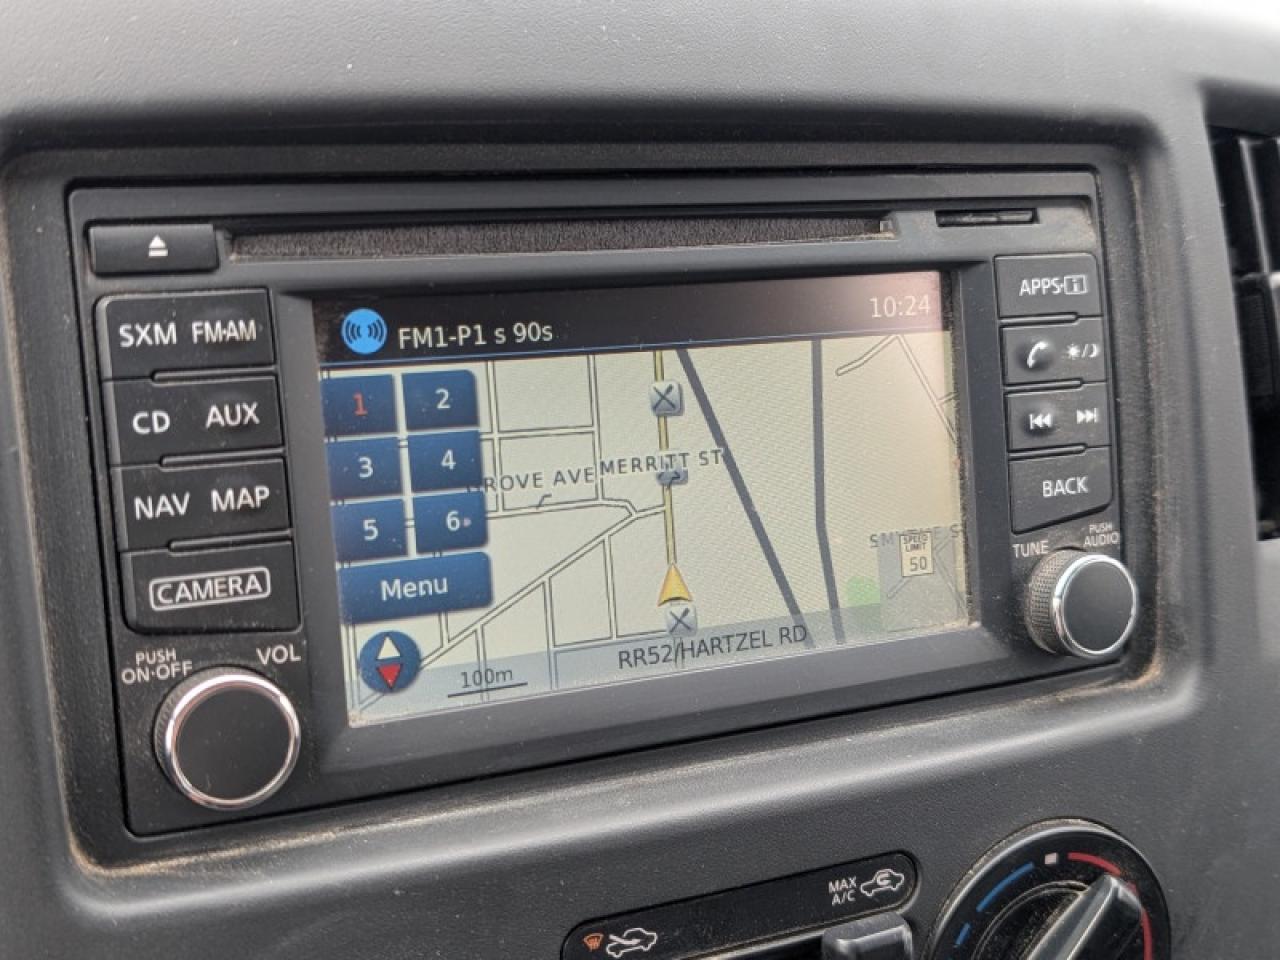 SXM FM·AM
CD AUX
NAV MAP
CAMERA
PUSH
ON·OFF
VOL
FM1-P1 s 90s
10:24
1 2
3 4
5 6
Menu
100m
ROVE AVE
MERRITT ST
SPEED
LIMIT
50
RR52/HARTZEL RD
APPS·i
BACK
TUNE
PUSH
AUDIO
MAX
A/C